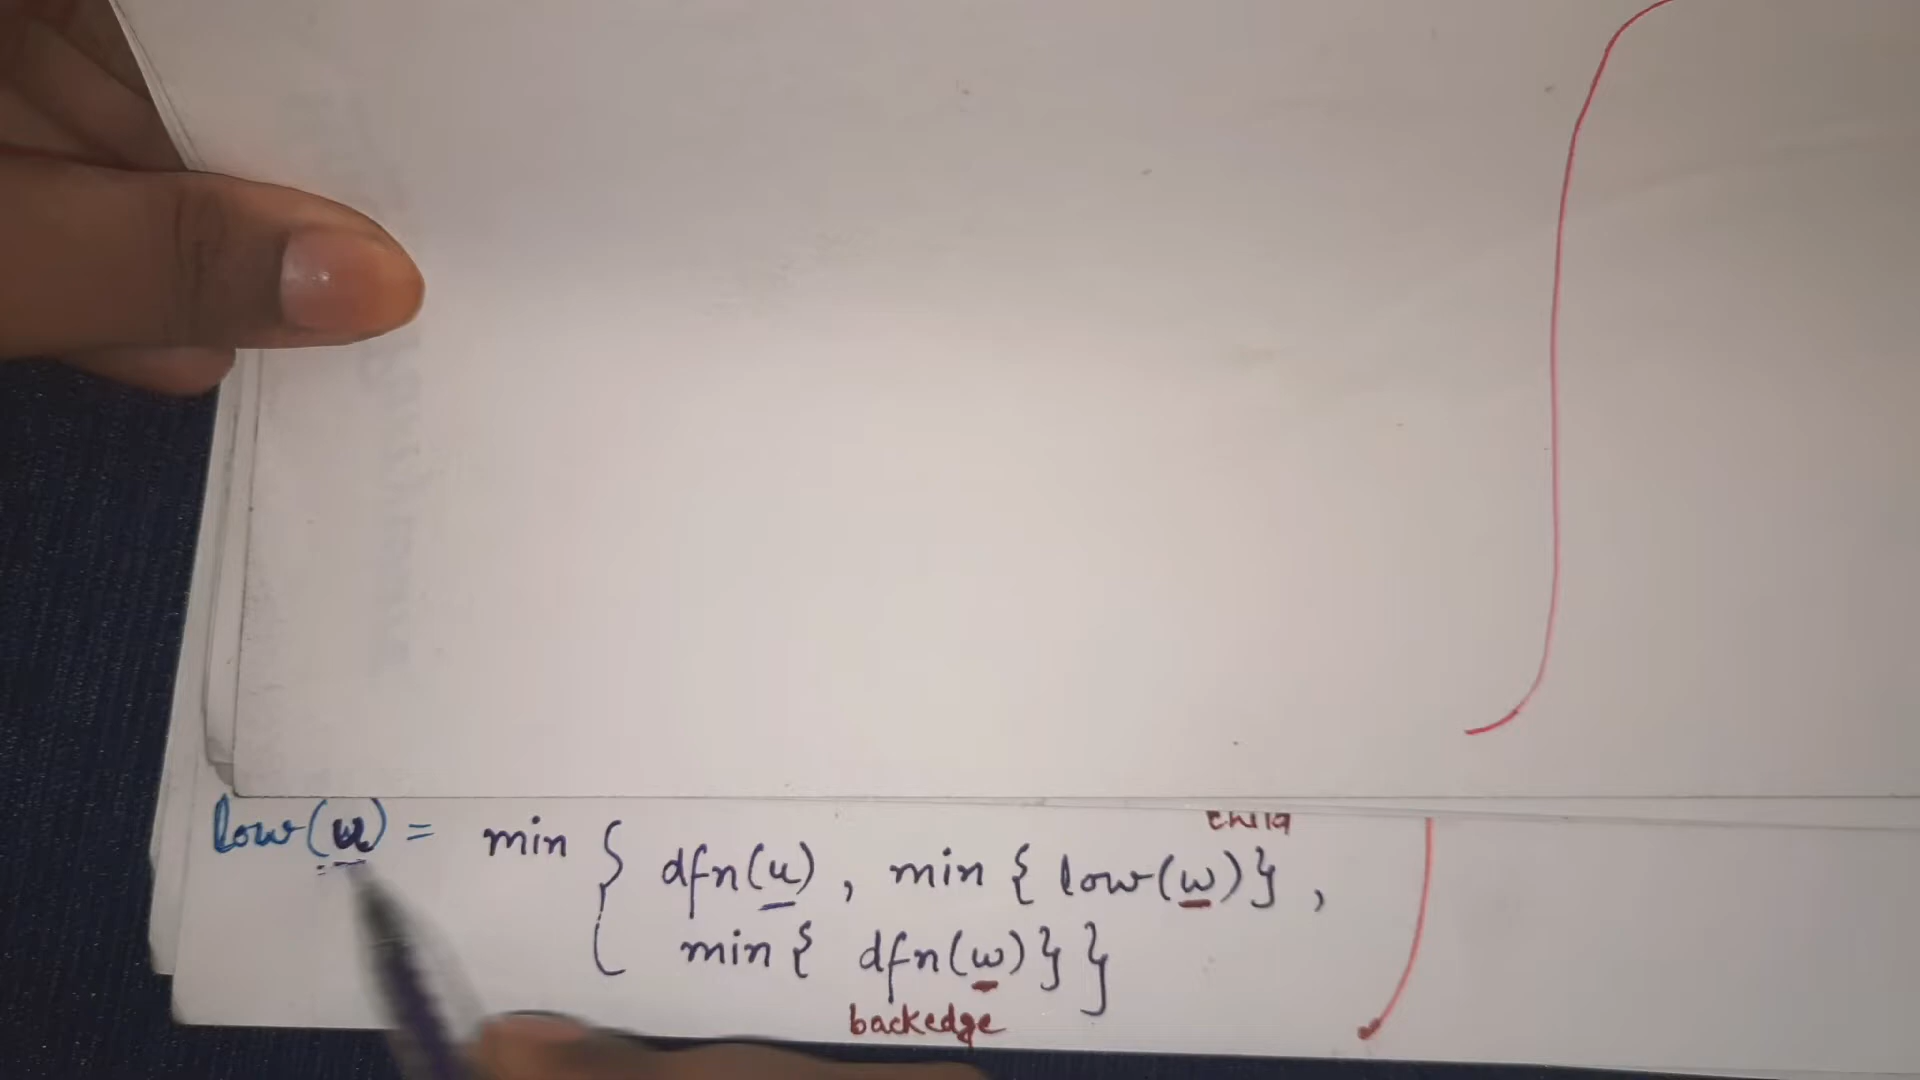 child
low(u) = min { dfn(u), min { low(w)},
min { dfn(w)} }
backedge